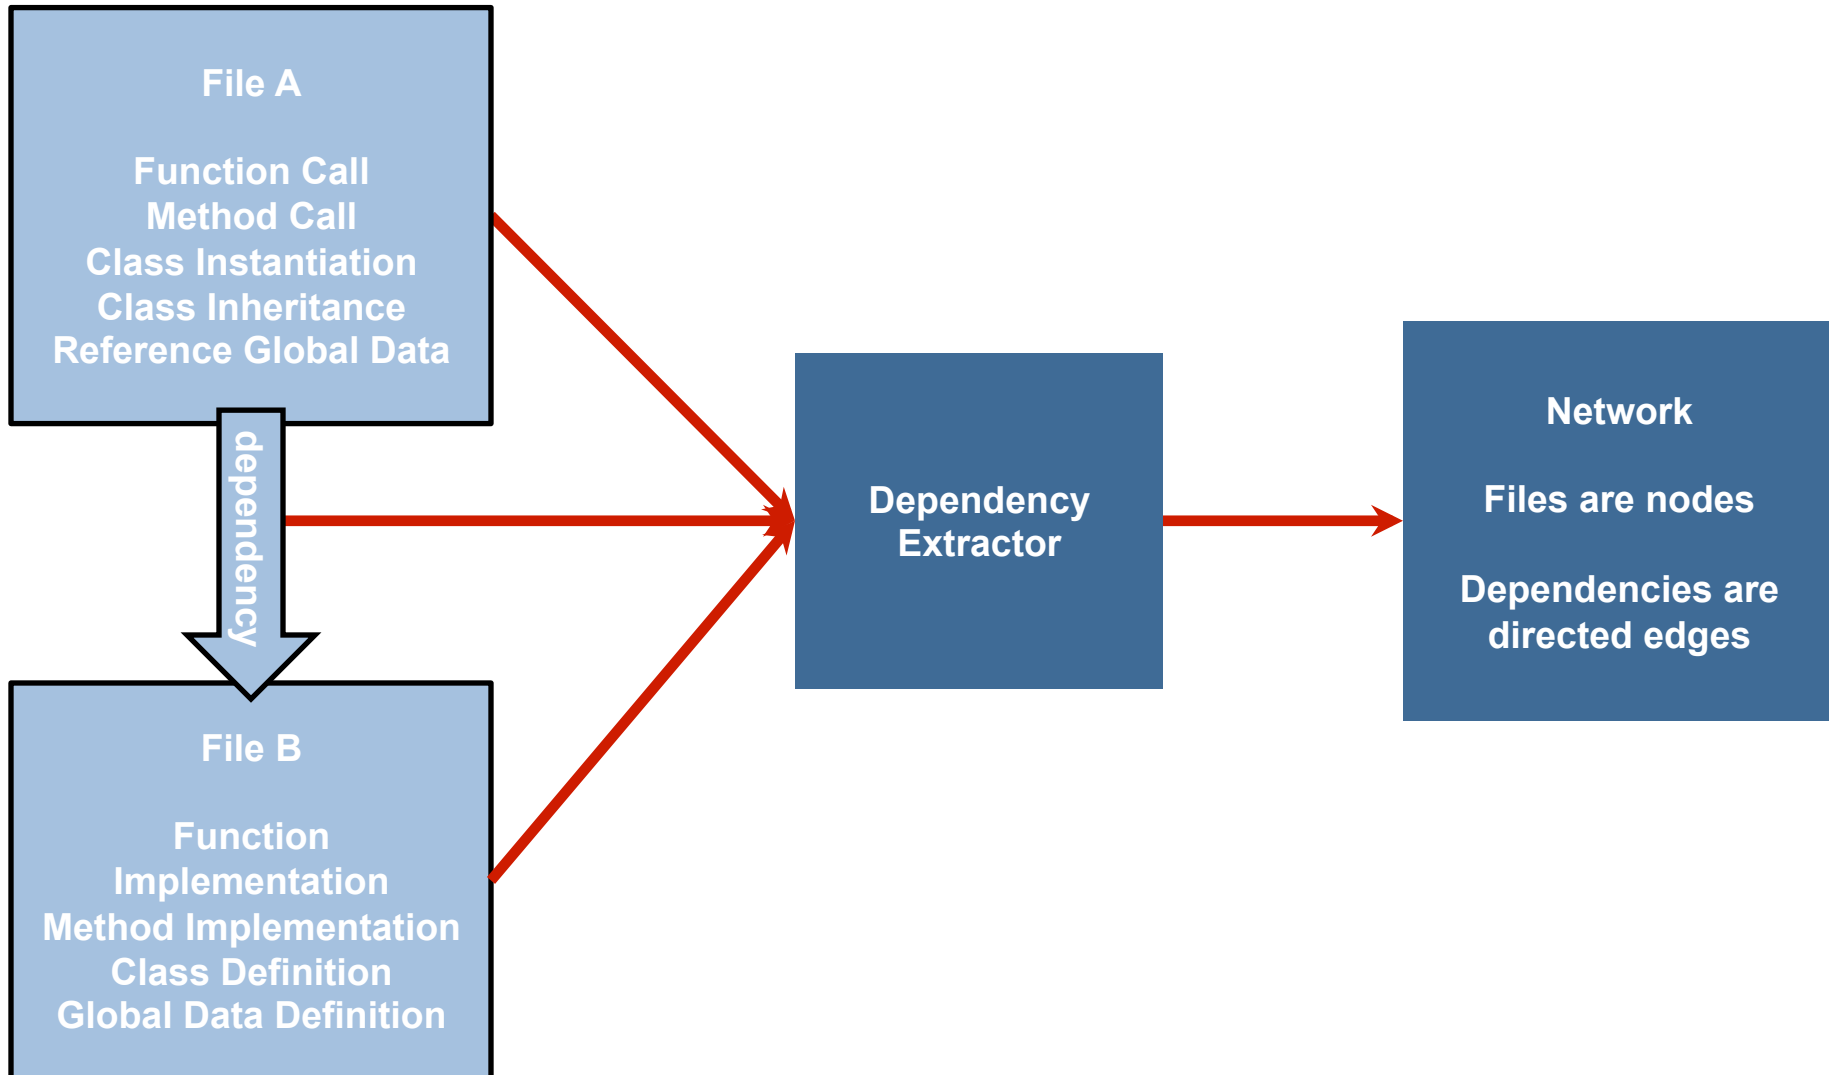 File A
Function Call
Method Call
Class Instantiation
Class Inheritance
Reference Global Data
dependency
File B
Function
Implementation
Method Implementation
Class Definition
Global Data Definition
Dependency
Extractor
Network
Files are nodes
Dependencies are
directed edges